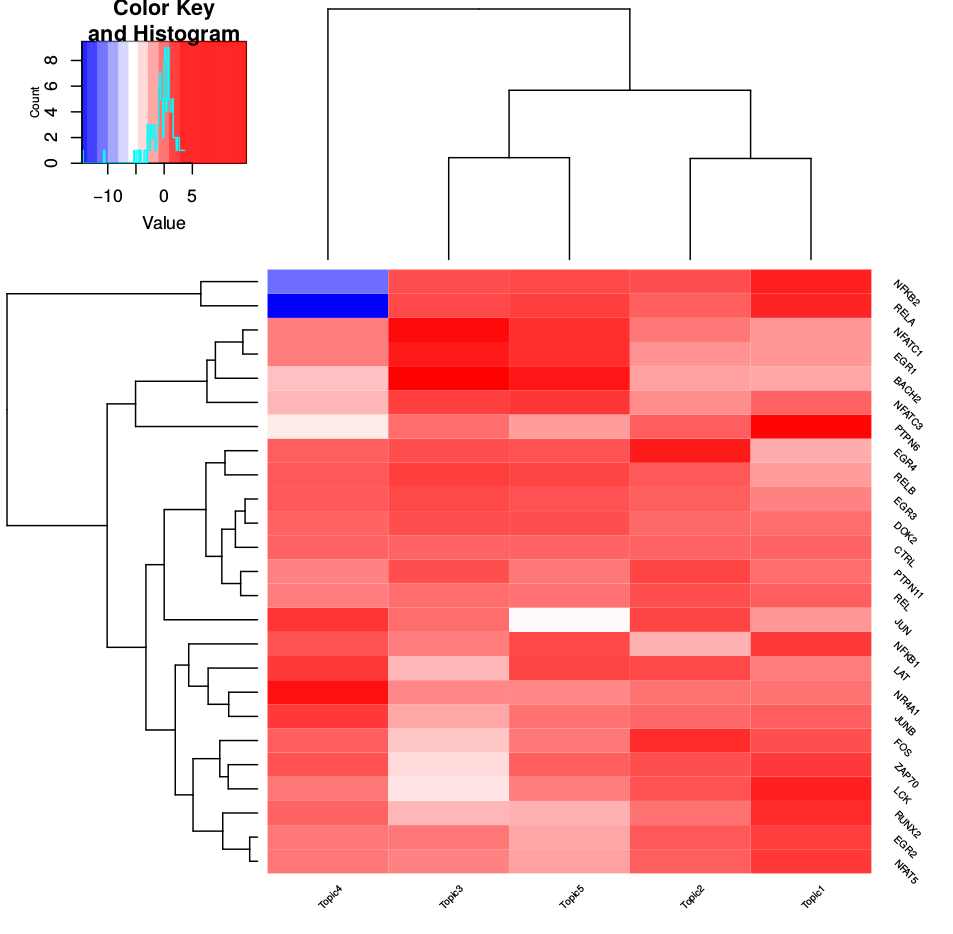 Color Key
and Histogram
Count
0 2 4 6 8
−10 0 5
Value
NFKB2
RELA
NFATC1
EGR1
BACH2
NFATC3
PTPN6
EGR4
RELB
EGR3
DOK2
CTRL
PTPN11
REL
JUN
NFKB1
LAT
NR4A1
JUNB
FOS
ZAP70
LCK
RUNX2
EGR2
NFAT5
Topic4 Topic3 Topic5 Topic2 Topic1